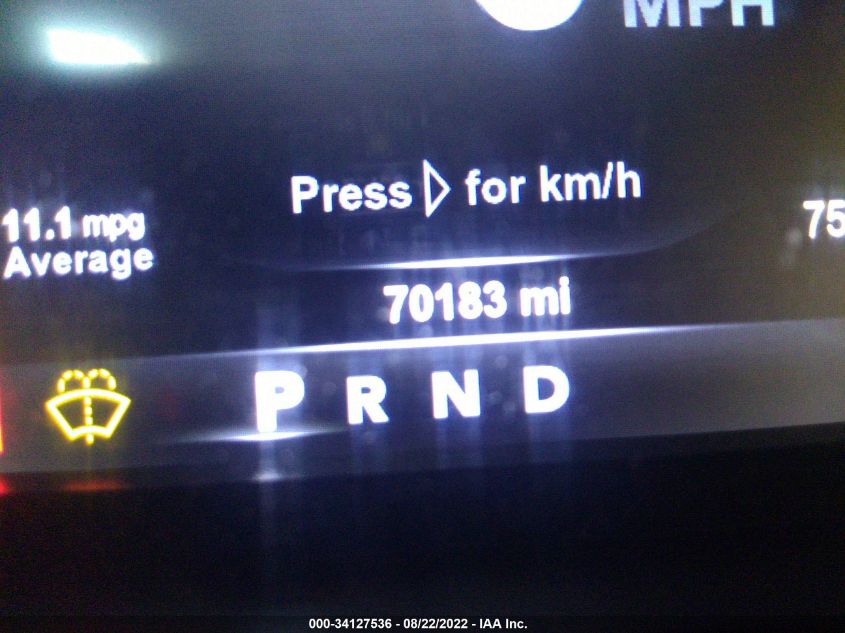 MPH
Press ▷ for km/h
11.1 mpg
Average
75
70183 mi
P R N D
000-34127536 - 08/22/2022 - IAA Inc.